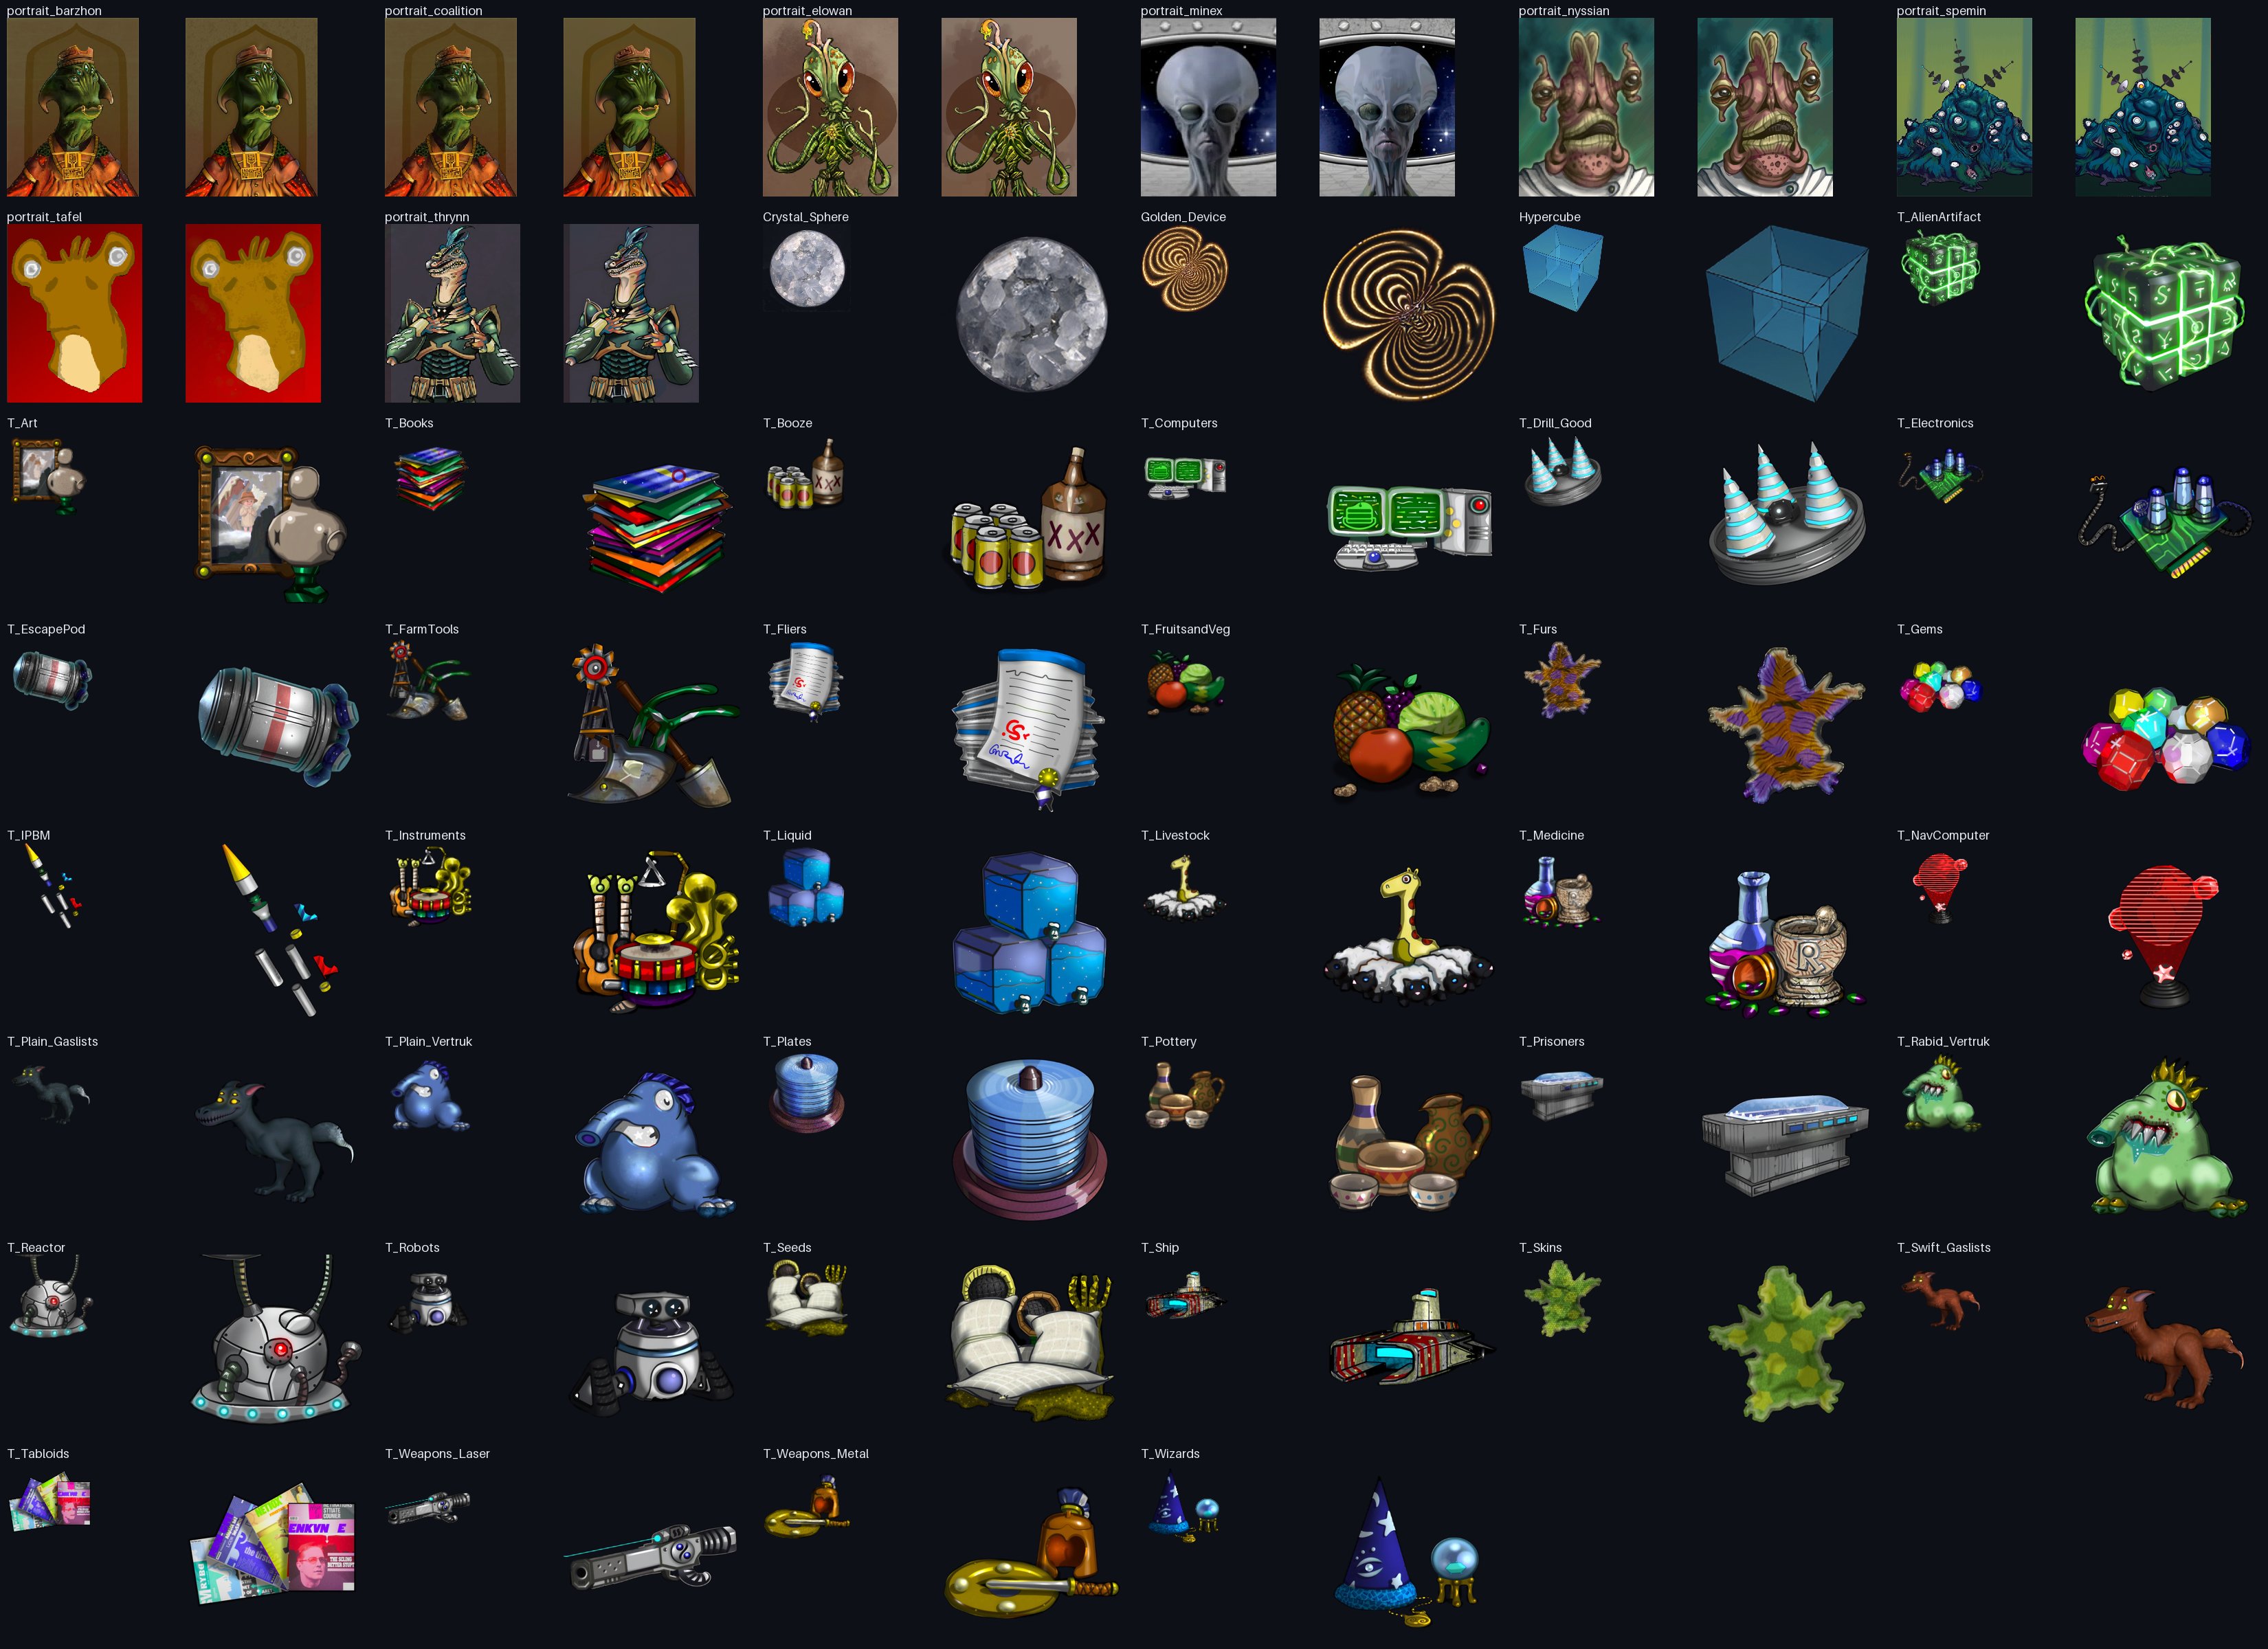 portrait_barzhon
portrait_coalition
portrait_elowan
portrait_minex
portrait_nyssian
portrait_spemin
portrait_tafel
portrait_thrynn
Crystal_Sphere
Golden_Device
Hypercube
T_AlienArtifact
T_Art
T_Books
T_Booze
T_Computers
T_Drill_Good
T_Electronics
XXX
T_EscapePod
T_FarmTools
T_Fliers
T_FruitsandVeg
T_Furs
T_Gems
T_IPBM
T_Instruments
T_Liquid
T_Livestock
T_Medicine
T_NavComputer
R
T_Plain_Gaslists
T_Plain_Vertruk
T_Plates
T_Pottery
T_Prisoners
T_Rabid_Vertruk
T_Reactor
T_Robots
T_Seeds
T_Ship
T_Skins
T_Swift_Gaslists
T_Tabloids
T_Weapons_Laser
T_Weapons_Metal
T_Wizards